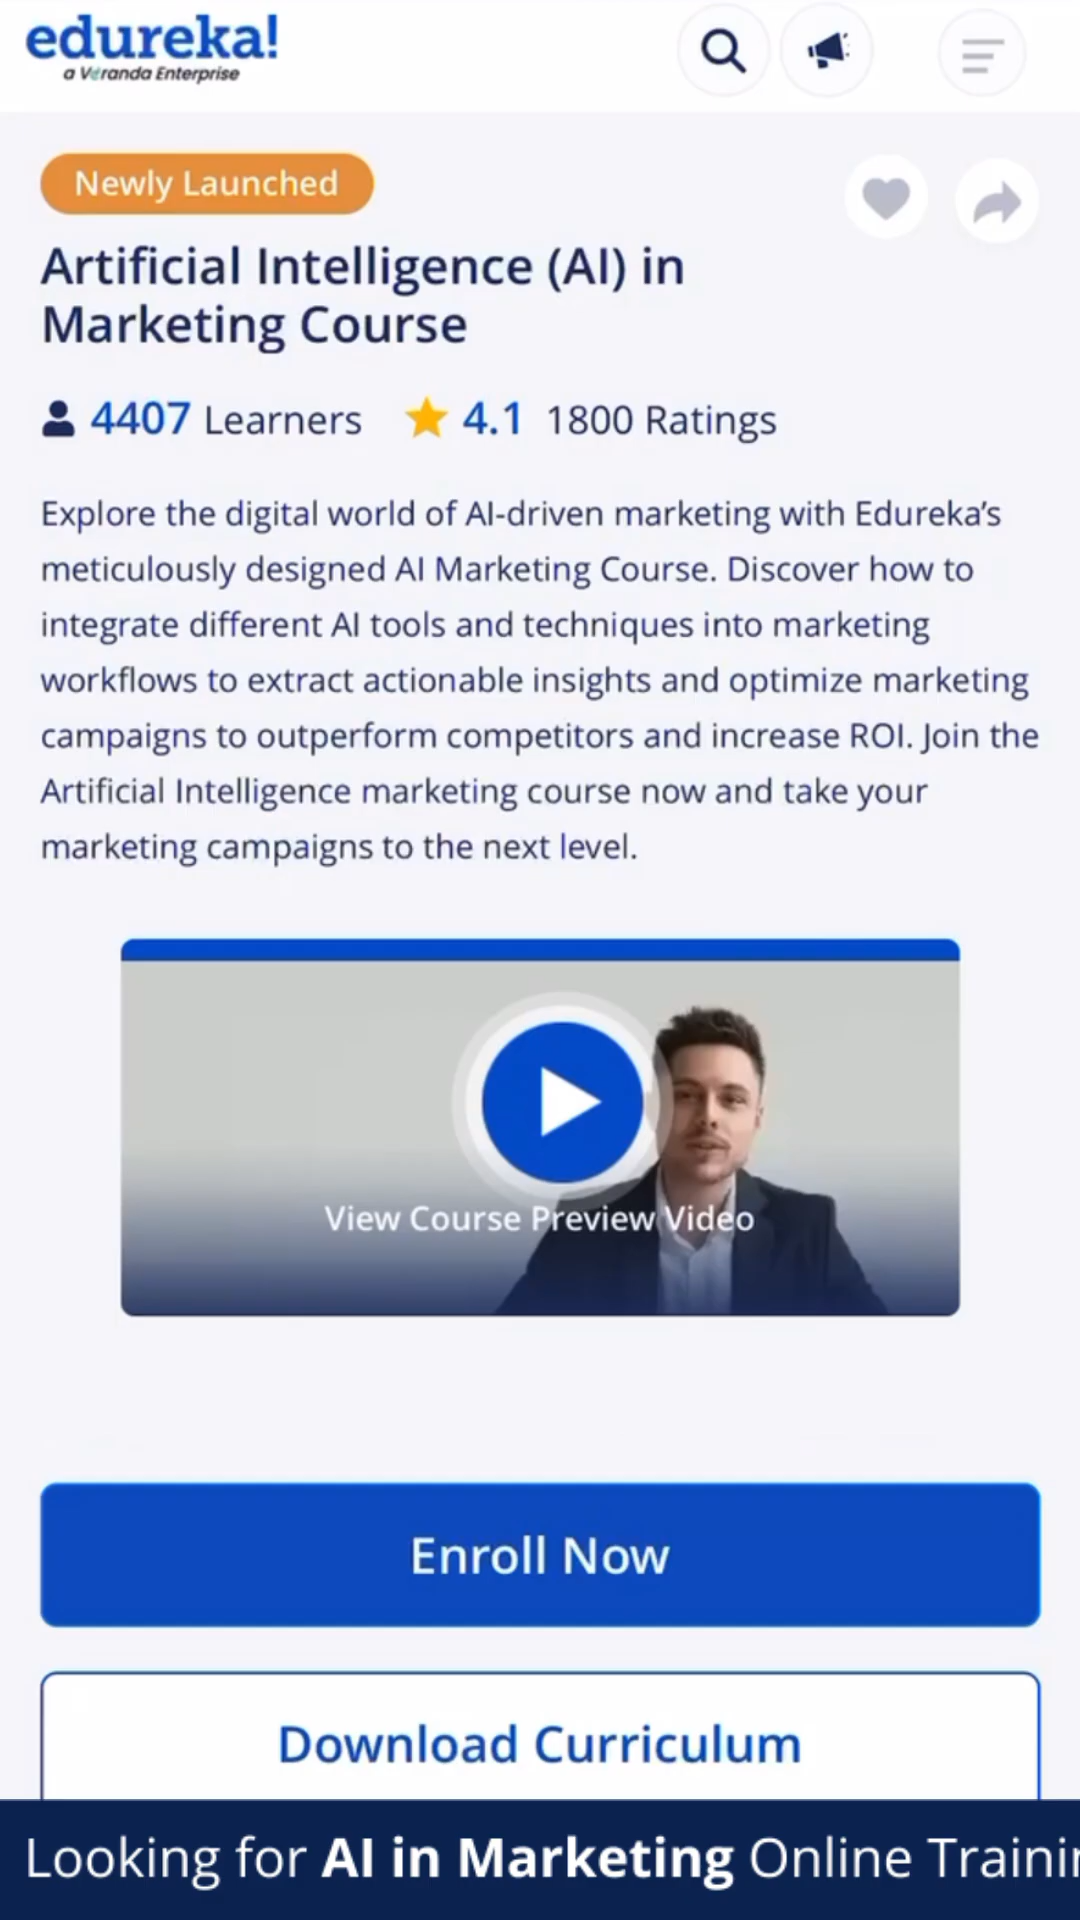 edureka!
a Veranda Enterprise
Newly Launched
Artificial Intelligence (AI) in
Marketing Course
4407 Learners 4.1 1800 Ratings
Explore the digital world of AI-driven marketing with Edureka’s
meticulously designed AI Marketing Course. Discover how to
integrate different AI tools and techniques into marketing
workflows to extract actionable insights and optimize marketing
campaigns to outperform competitors and increase ROI. Join the
Artificial Intelligence marketing course now and take your
marketing campaigns to the next level.
View Course Preview Video
Enroll Now
Download Curriculum
Looking for AI in Marketing Online Trainin